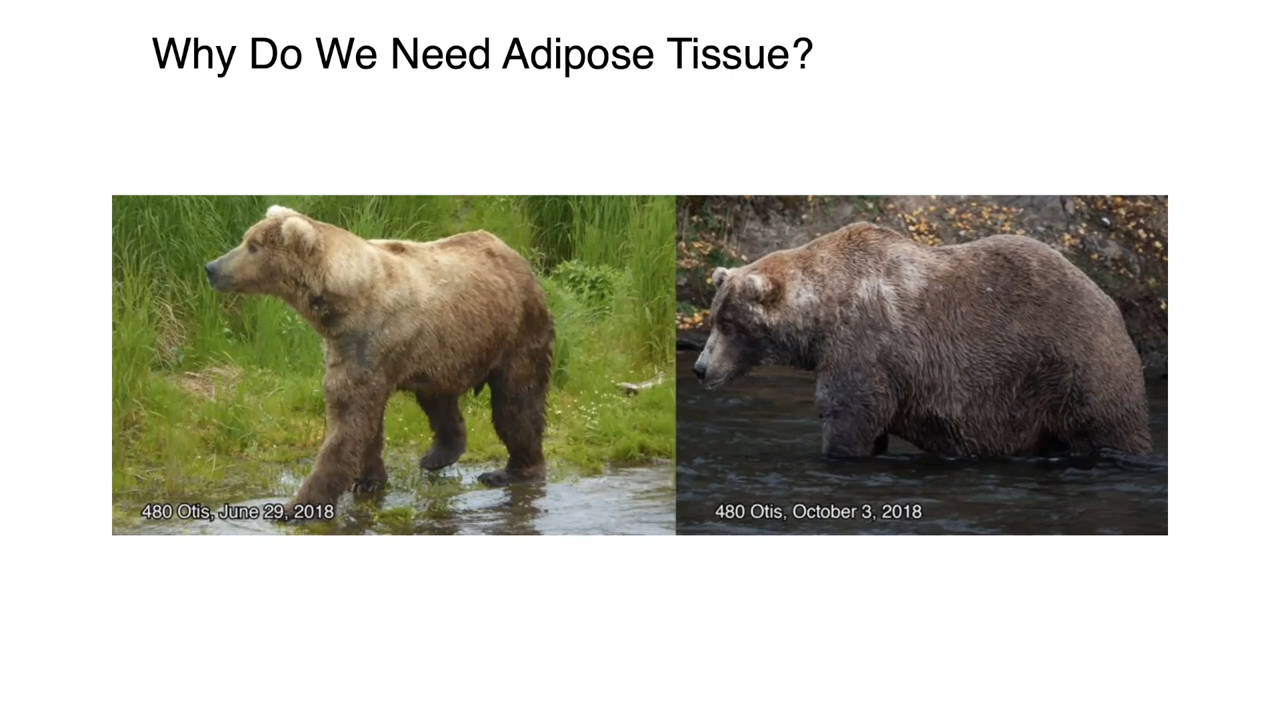 Why Do We Need Adipose Tissue?
480 Otis, June 29, 2018
480 Otis, October 3, 2018